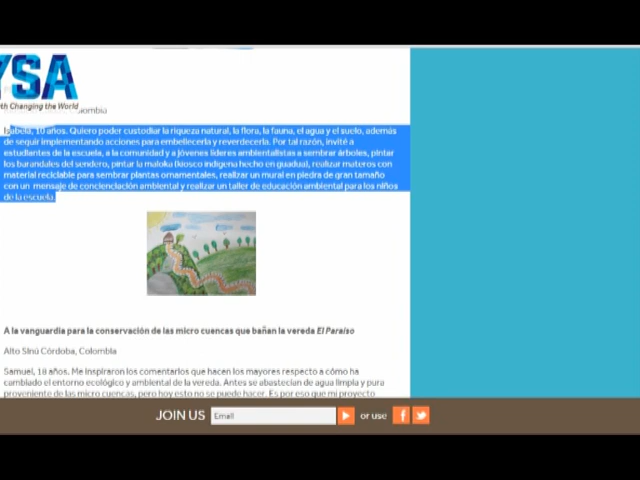 YSA
th Changing the World
olombia
Izabela, 10 años. Quiero poder custodiar la riqueza natural, la flora, la fauna, el agua y el suelo, además
de seguir implementando acciones para embellecerla y reverdecerla. Por tal razón, invité a
estudiantes de la escuela, a la comunidad y a jóvenes líderes ambientalistas a sembrar árboles, pintar
los barandales del sendero, pintar la maloka (kiosco indígena hecho en guadua), realizar materos con
material reciclable para sembrar plantas ornamentales, realizar un mural en piedra de gran tamaño
con un mensaje de concienciación ambiental y realizar un taller de educación ambiental para los niños
de la escuela.
A la vanguardia para la conservación de las micro cuencas que bañan la vereda El Paraíso
Alto Sinú Córdoba, Colombia
Samuel, 18 años. Me inspiraron los comentarios que hacen los mayores respecto a cómo ha
cambiado el entorno ecológico y ambiental de la vereda. Antes se abastecían de agua limpia y pura
proveniente de las micro cuencas, pero hoy esto no se puede hacer. Es por eso que mi proyecto
JOIN US Email or use